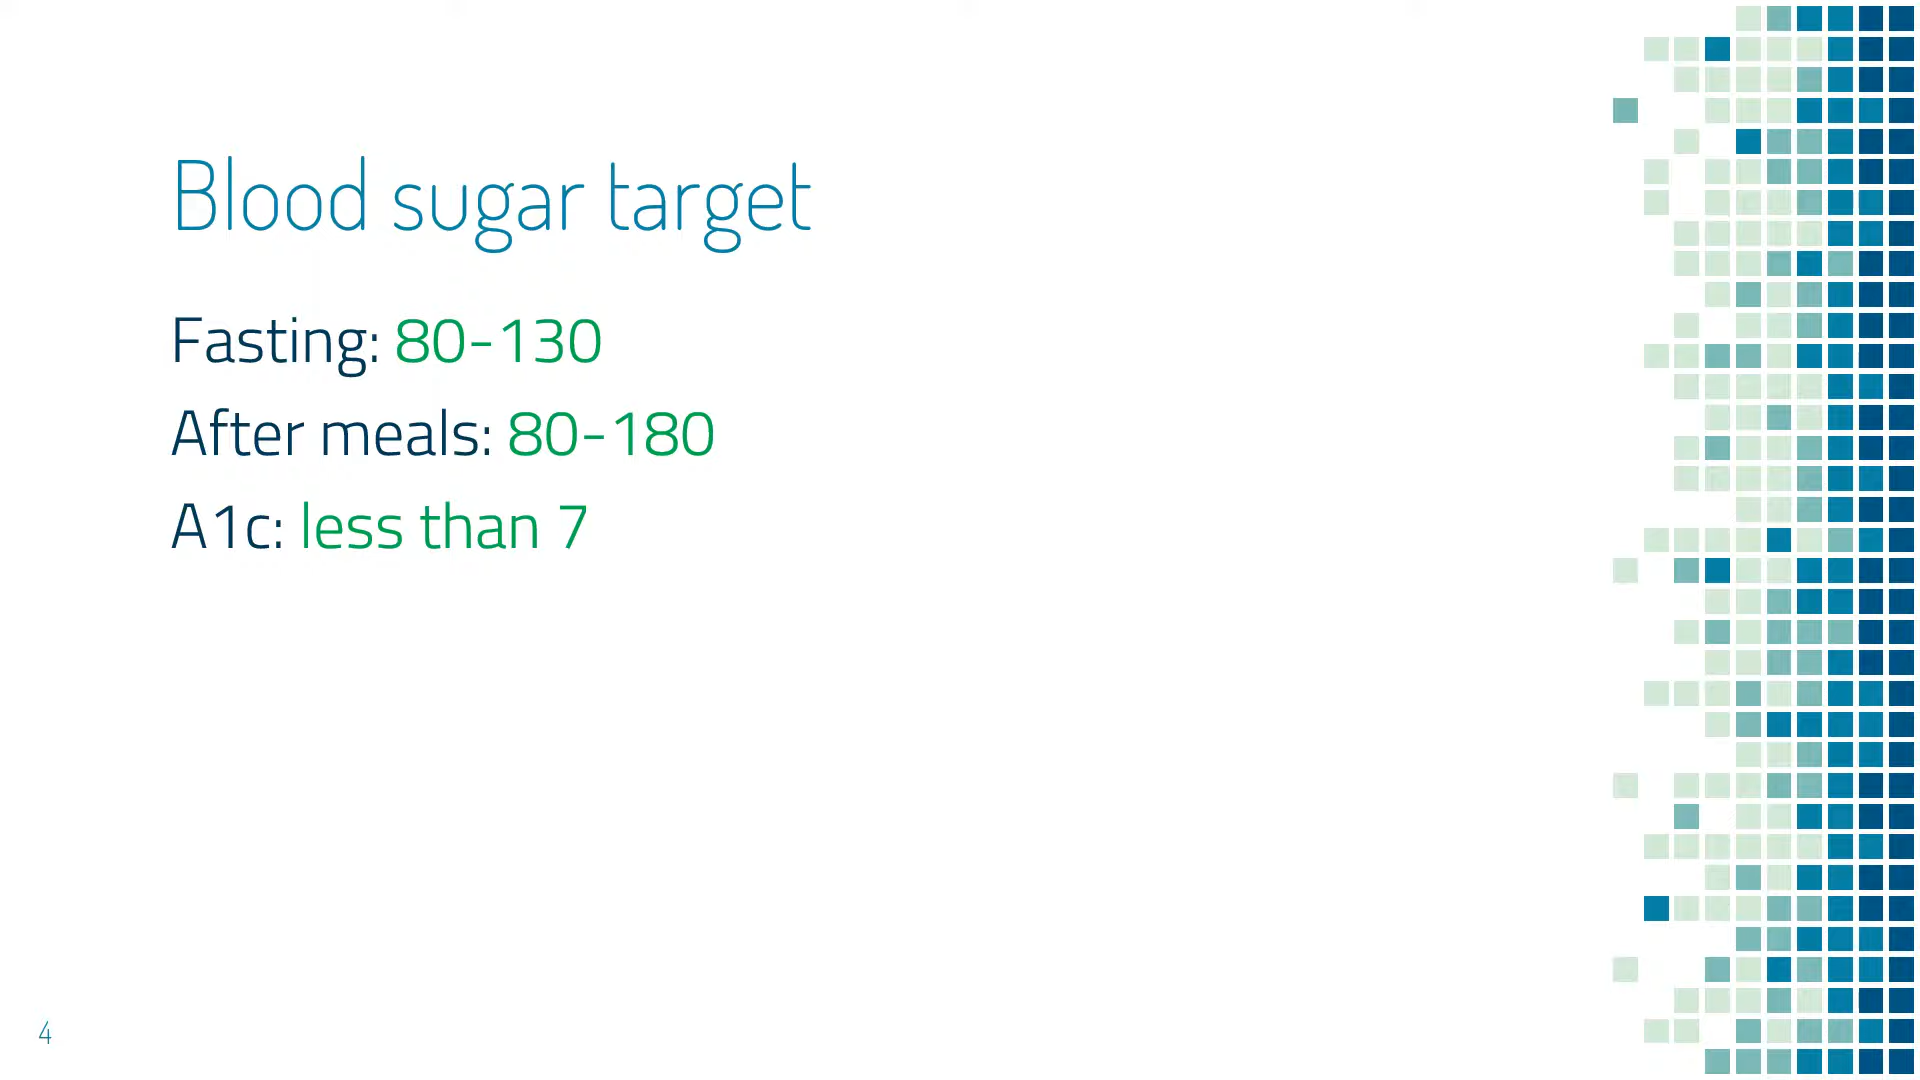 Blood sugar target
Fasting: 80-130
After meals: 80-180
A1c: less than 7
4